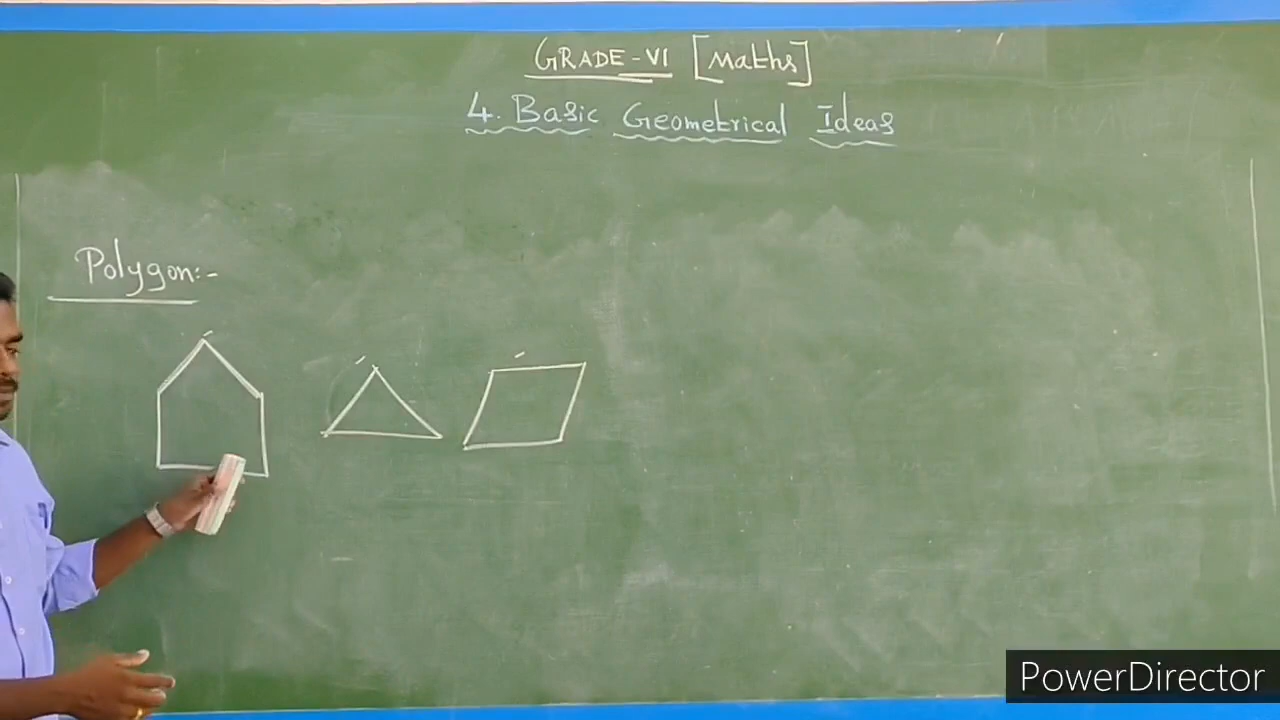 GRADE-VI [Maths]
4. Basic Geometrical Ideas
Polygon:-
PowerDirector